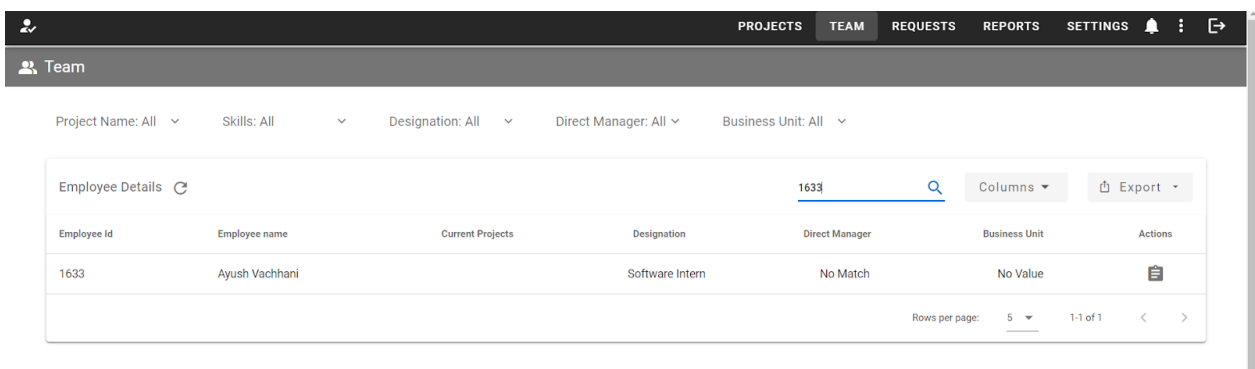 PROJECTS TEAM REQUESTS REPORTS SETTINGS
Team
Project Name: All Skills: All Designation: All Direct Manager: All Business Unit: All
Employee Details 1633 Columns Export
Employee Id Employee name Current Projects Designation Direct Manager Business Unit Actions
1633 Ayush Vachhani Software Intern No Match No Value
Rows per page: 5 1-1 of 1